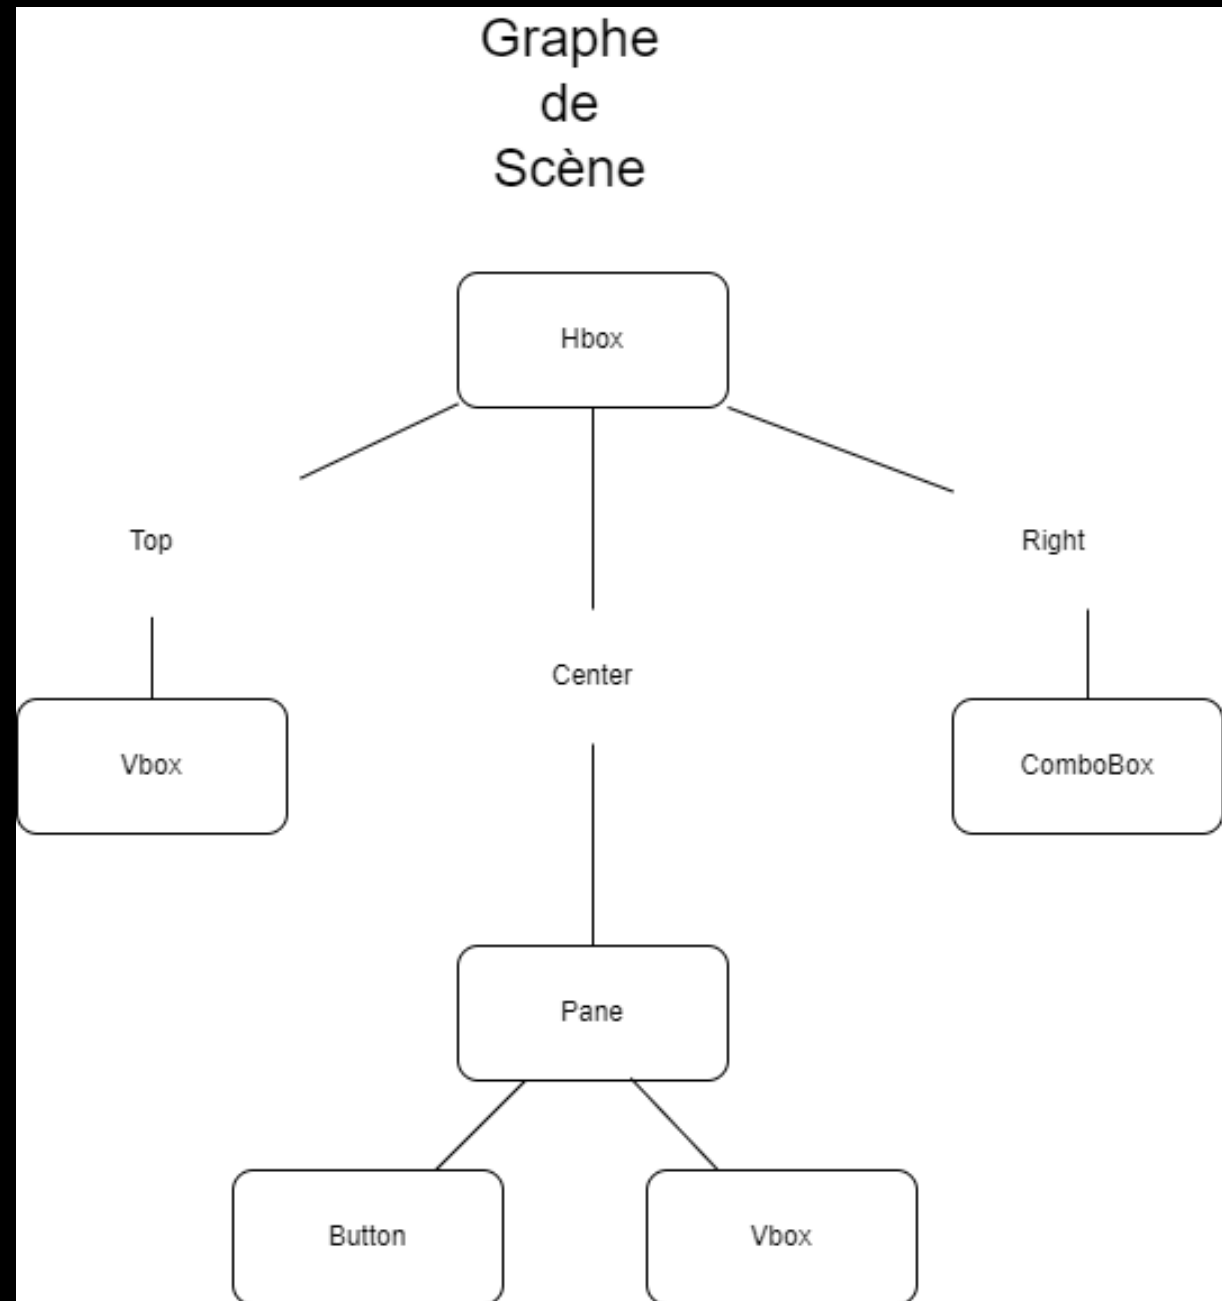 Graphe
de
Scène
Hbox
Top
Right
Center
Vbox
ComboBox
Pane
Button
Vbox